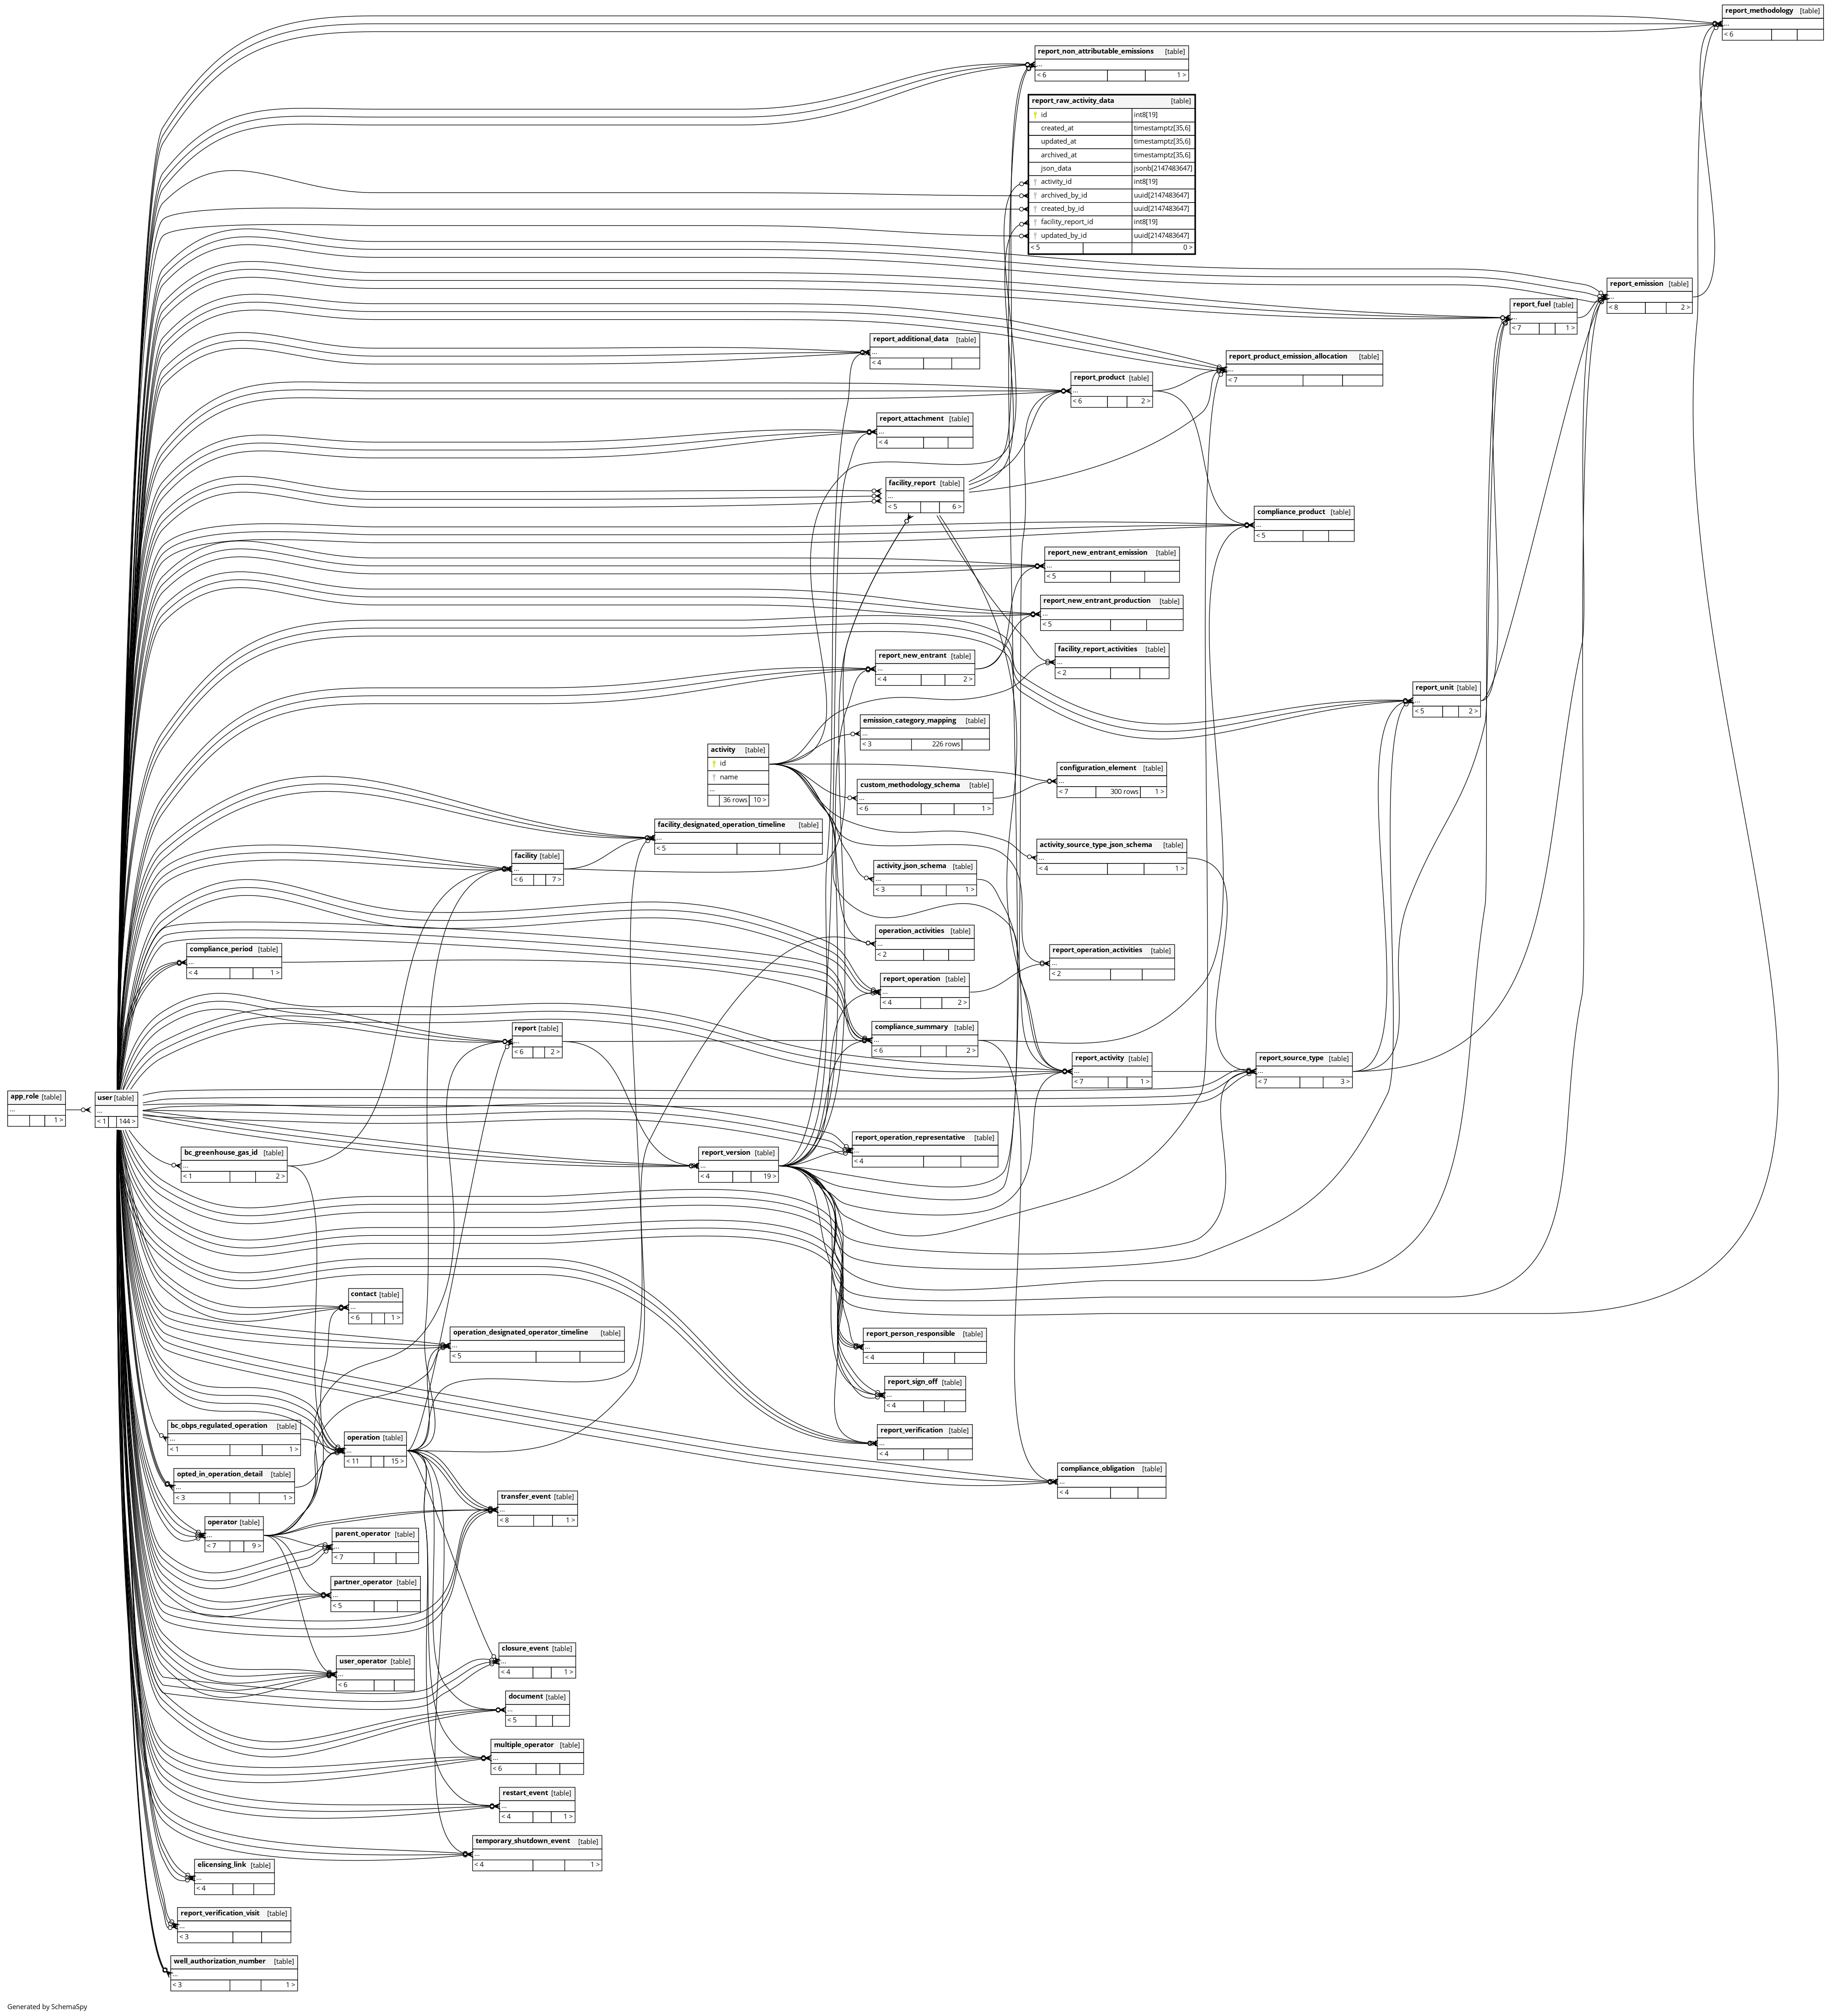 report_methodology [table]
...
< 6
report_non_attributable_emissions [table]
...
< 6 1 >
report_raw_activity_data [table]
id int8[19]
created_at timestamptz[35,6]
updated_at timestamptz[35,6]
archived_at timestamptz[35,6]
json_data jsonb[2147483647]
activity_id int8[19]
archived_by_id uuid[2147483647]
created_by_id uuid[2147483647]
facility_report_id int8[19]
updated_by_id uuid[2147483647]
< 5 0 >
report_emission [table]
...
< 8 2 >
report_fuel [table]
...
< 7 1 >
report_additional_data [table]
...
< 4
report_product_emission_allocation [table]
...
< 7
report_product [table]
...
< 6 2 >
report_attachment [table]
...
< 4
facility_report [table]
...
< 5 6 >
compliance_product [table]
...
< 5
report_new_entrant_emission [table]
...
< 5
report_new_entrant_production [table]
...
< 5
facility_report_activities [table]
...
< 2
report_new_entrant [table]
...
< 4 2 >
report_unit [table]
...
< 5 2 >
emission_category_mapping [table]
...
< 3 226 rows
activity [table]
id
name
...
36 rows 10 >
configuration_element [table]
...
< 7 300 rows 1 >
custom_methodology_schema [table]
...
< 6 1 >
facility_designated_operation_timeline [table]
...
< 5
activity_source_type_json_schema [table]
...
< 4 1 >
facility [table]
...
< 6 7 >
activity_json_schema [table]
...
< 3 1 >
operation_activities [table]
...
< 2
compliance_period [table]
...
< 4 1 >
report_operation_activities [table]
...
< 2
report_operation [table]
...
< 4 2 >
report [table]
...
< 6 2 >
compliance_summary [table]
...
< 6 2 >
report_activity [table]
...
< 7 1 >
report_source_type [table]
...
< 7 3 >
app_role [table]
...
1 >
user [table]
...
< 1 144 >
report_operation_representative [table]
...
< 4
bc_greenhouse_gas_id [table]
...
< 1 2 >
report_version [table]
...
< 4 19 >
contact [table]
...
< 6 1 >
operation_designated_operator_timeline [table]
...
< 5
report_person_responsible [table]
...
< 4
report_sign_off [table]
...
< 4
bc_obps_regulated_operation [table]
...
< 1 1 >
operation [table]
...
< 11 15 >
report_verification [table]
...
< 4
compliance_obligation [table]
...
< 4
opted_in_operation_detail [table]
...
< 3 1 >
transfer_event [table]
...
< 8 1 >
operator [table]
...
< 7 9 >
parent_operator [table]
...
< 7
partner_operator [table]
...
< 5
closure_event [table]
...
< 4 1 >
user_operator [table]
...
< 6
document [table]
...
< 5
multiple_operator [table]
...
< 6
restart_event [table]
...
< 4 1 >
temporary_shutdown_event [table]
...
< 4 1 >
elicensing_link [table]
...
< 4
report_verification_visit [table]
...
< 3
well_authorization_number [table]
...
< 3 1 >
Generated by SchemaSpy